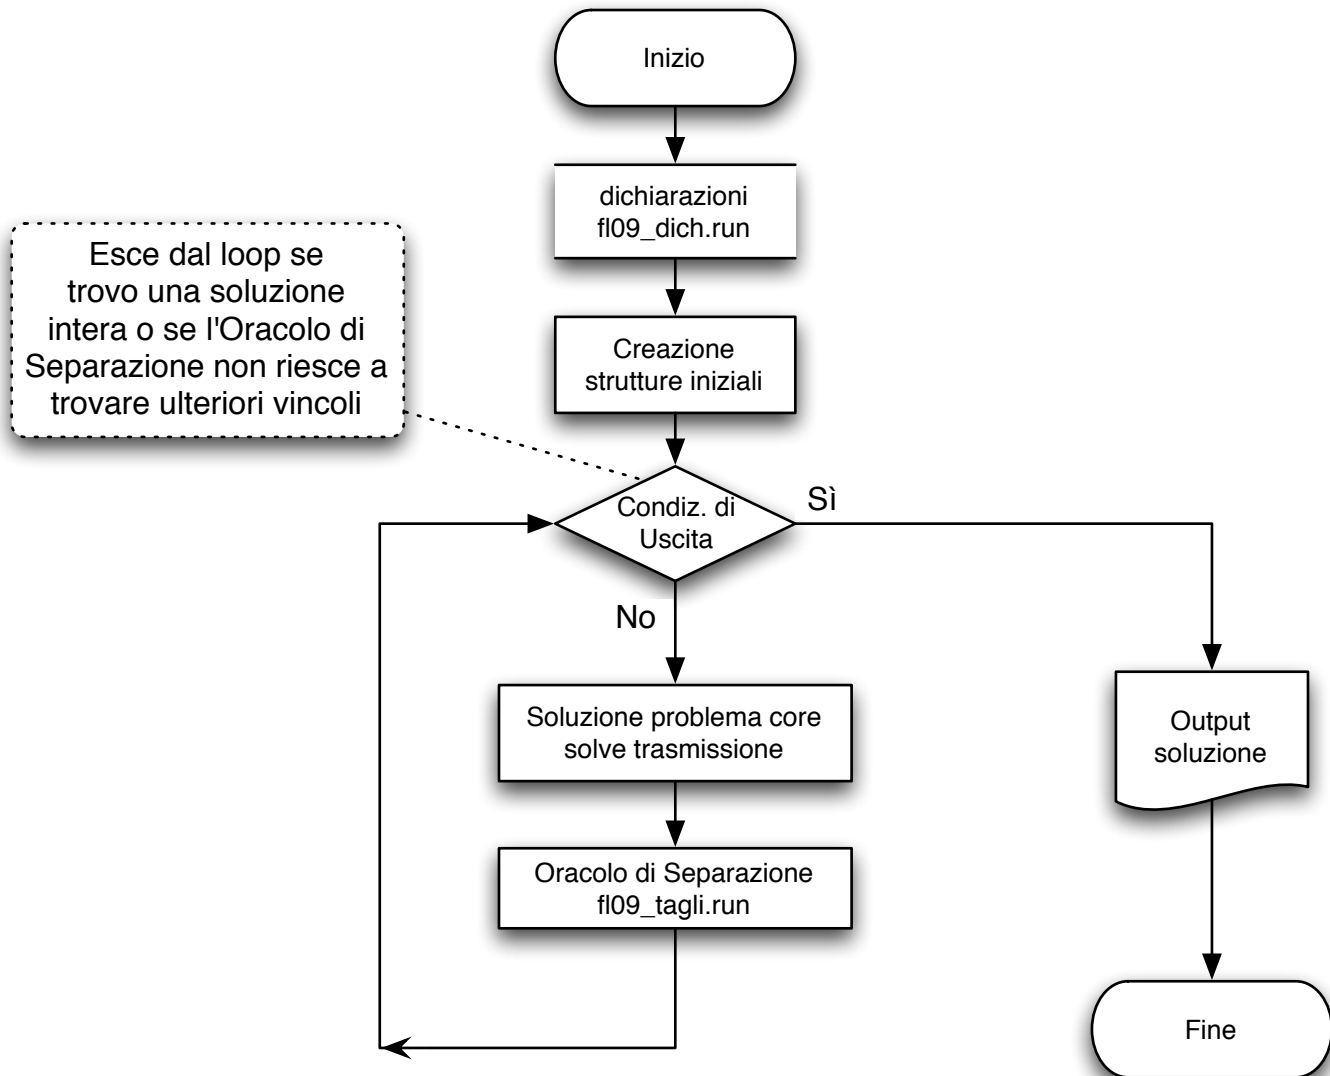 Inizio
dichiarazioni
fl09_dich.run
Esce dal loop se
trovo una soluzione
intera o se l'Oracolo di
Separazione non riesce a
trovare ulteriori vincoli
Creazione
strutture iniziali
Condiz. di
Uscita
Sì
No
Soluzione problema core
solve trasmissione
Output
soluzione
Oracolo di Separazione
fl09_tagli.run
Fine